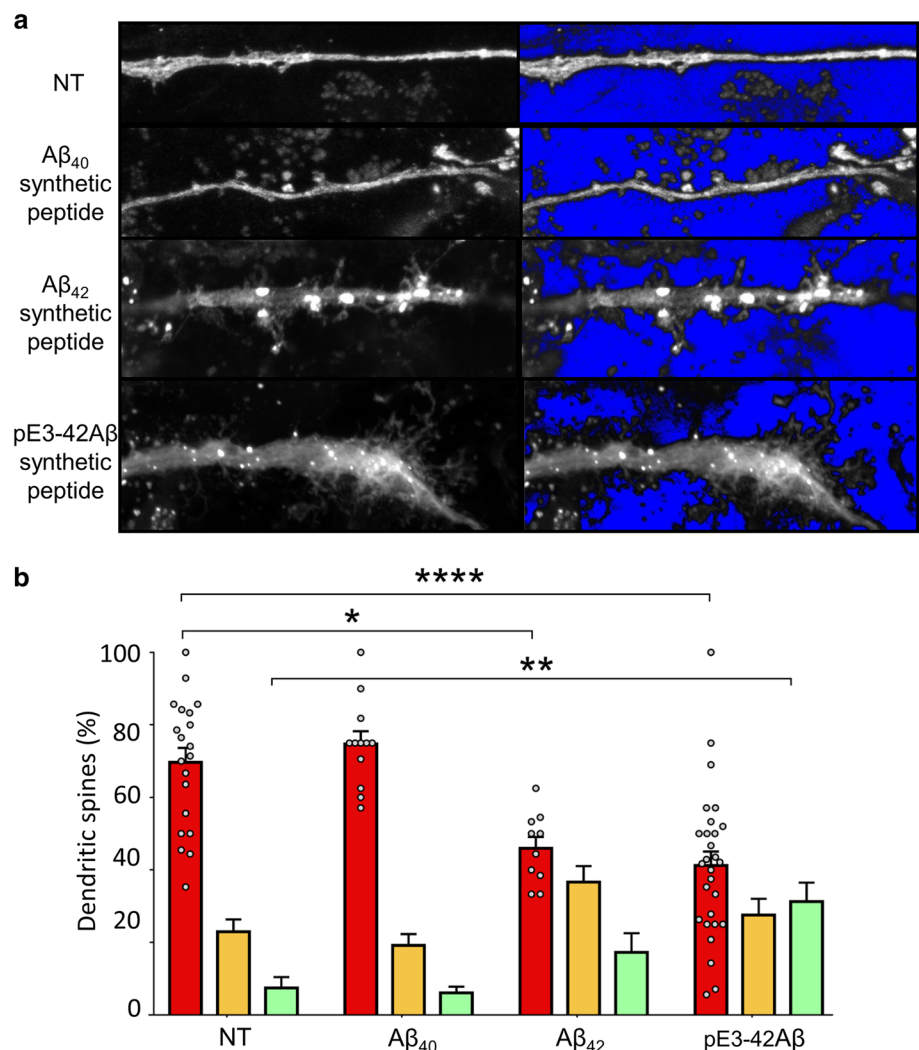 a
NT
Aβ₄₀
synthetic
peptide
Aβ₄₂
synthetic
peptide
pE3-42Aβ
synthetic
peptide
b
****
*
**
Dendritic spines (%)
100
80
60
40
20
0
NT
Aβ₄₀
Aβ₄₂
pE3-42Aβ